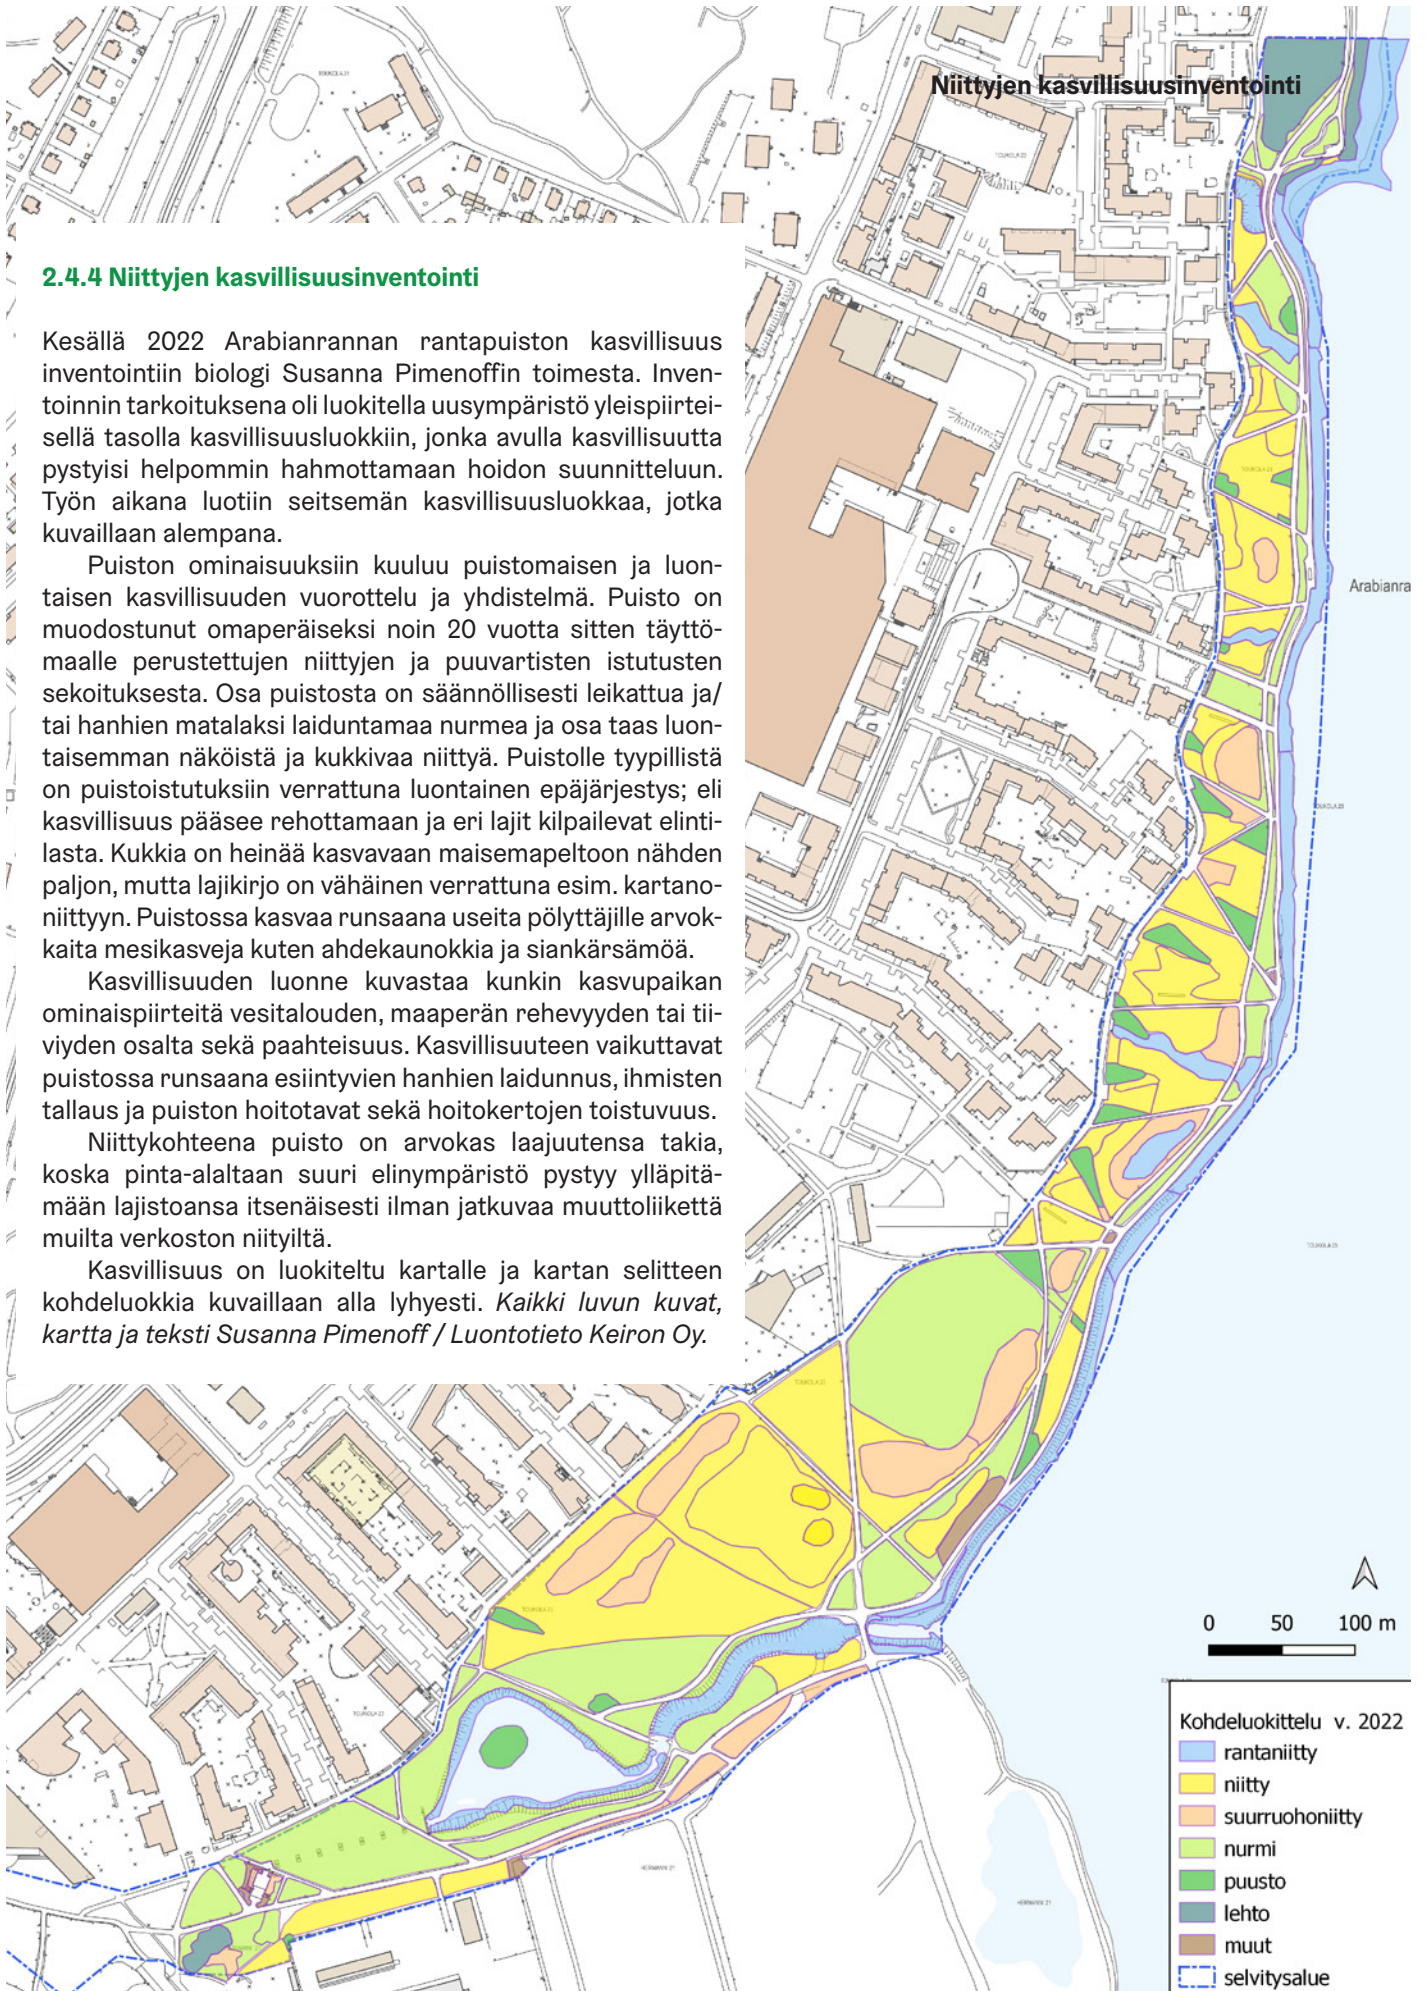 Niittyjen kasvillisuusinventointi
2.4.4 Niittyjen kasvillisuusinventointi
Kesällä 2022 Arabianrannan rantapuiston kasvillisuus
inventointiin biologi Susanna Pimenoffin toimesta. Inven-
toinnin tarkoituksena oli luokitella uusympäristö yleispiirtei-
sellä tasolla kasvillisuusluokkiin, jonka avulla kasvillisuutta
pystyisi helpommin hahmottamaan hoidon suunnitteluun.
Työn aikana luotiin seitsemän kasvillisuusluokkaa, jotka
kuvaillaan alempana.
Puiston ominaisuuksiin kuuluu puistomaisen ja luon-
taisen kasvillisuuden vuorottelu ja yhdistelmä. Puisto on
muodostunut omaperäiseksi noin 20 vuotta sitten täyttö-
maalle perustettujen niittyjen ja puuvartisten istutusten
sekoituksesta. Osa puistosta on säännöllisesti leikattua ja/
tai hanhien matalaksi laiduntamaa nurmea ja osa taas luon-
taisemman näköistä ja kukkivaa niittyä. Puistolle tyypillistä
on puistoistutuksiin verrattuna luontainen epäjärjestys; eli
kasvillisuus pääsee rehottamaan ja eri lajit kilpailevat elinti-
lasta. Kukkia on heinää kasvavaan maisemapeltoon nähden
paljon, mutta lajikirjo on vähäinen verrattuna esim. kartano-
niittyyn. Puistossa kasvaa runsaana useita pölyttäjille arvok-
kaita mesikasveja kuten ahdekaunokkia ja siankärsämöä.
Kasvillisuuden luonne kuvastaa kunkin kasvupaikan
ominaispiirteitä vesitalouden, maaperän rehevyyden tai tii-
viyden osalta sekä paahteisuus. Kasvillisuuteen vaikuttavat
puistossa runsaana esiintyvien hanhien laidunnus, ihmisten
tallaus ja puiston hoitotavat sekä hoitokertojen toistuvuus.
Niittykohteena puisto on arvokas laajuutensa takia,
koska pinta-alaltaan suuri elinympäristö pystyy ylläpitä-
mään lajistoansa itsenäisesti ilman jatkuvaa muuttoliikettä
muilta verkoston niityiltä.
Kasvillisuus on luokiteltu kartalle ja kartan selitteen
kohdeluokkia kuvaillaan alla lyhyesti. Kaikki luvun kuvat,
kartta ja teksti Susanna Pimenoff / Luontotieto Keiron Oy.
Arabianra
0 50 100 m
Kohdeluokittelu v. 2022
rantaniitty
niitty
suurruohoniitty
nurmi
puusto
lehto
muut
selvitysalue